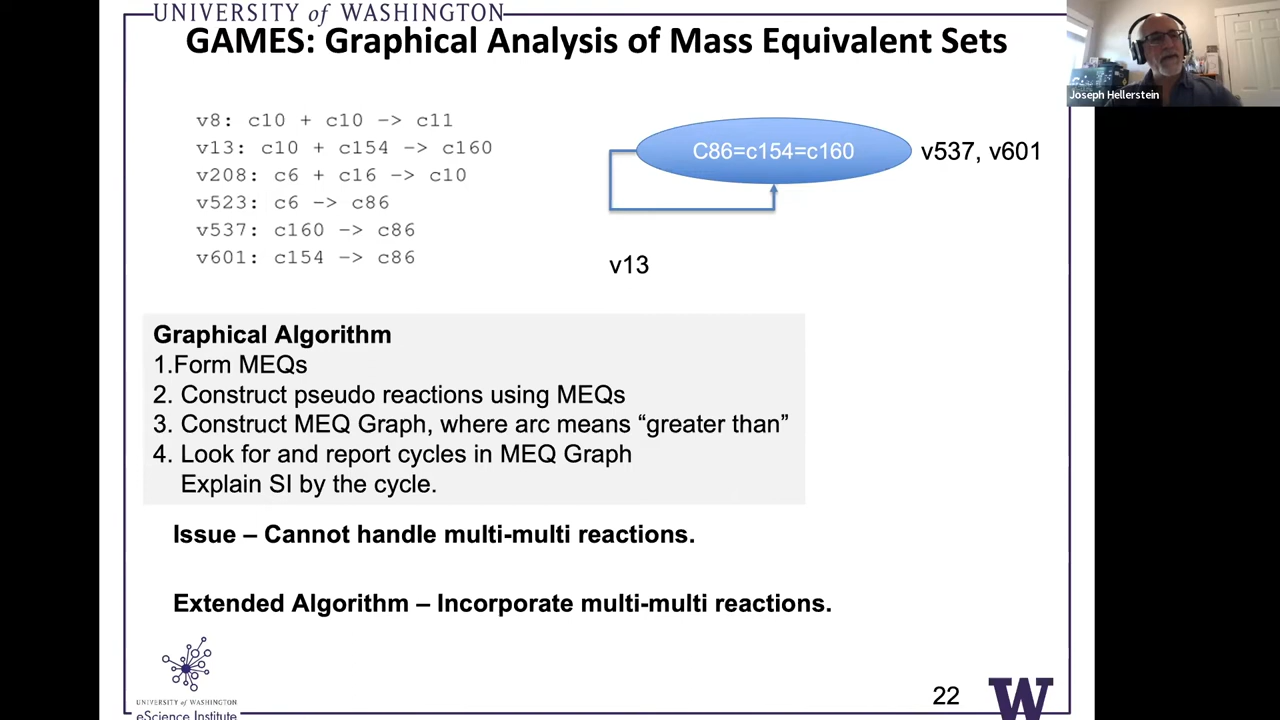 UNIVERSITY of WASHINGTON
GAMES: Graphical Analysis of Mass Equivalent Sets
Joseph Hellerstein
v8: c10 + c10 -> c11
v13: c10 + c154 -> c160
v208: c6 + c16 -> c10
v523: c6 -> c86
v537: c160 -> c86
v601: c154 -> c86
C86=c154=c160
v537, v601
v13
Graphical Algorithm
1.Form MEQs
2. Construct pseudo reactions using MEQs
3. Construct MEQ Graph, where arc means “greater than”
4. Look for and report cycles in MEQ Graph
Explain SI by the cycle.
Issue – Cannot handle multi-multi reactions.
Extended Algorithm – Incorporate multi-multi reactions.
UNIVERSITY of WASHINGTON
eScience Institute
22
W